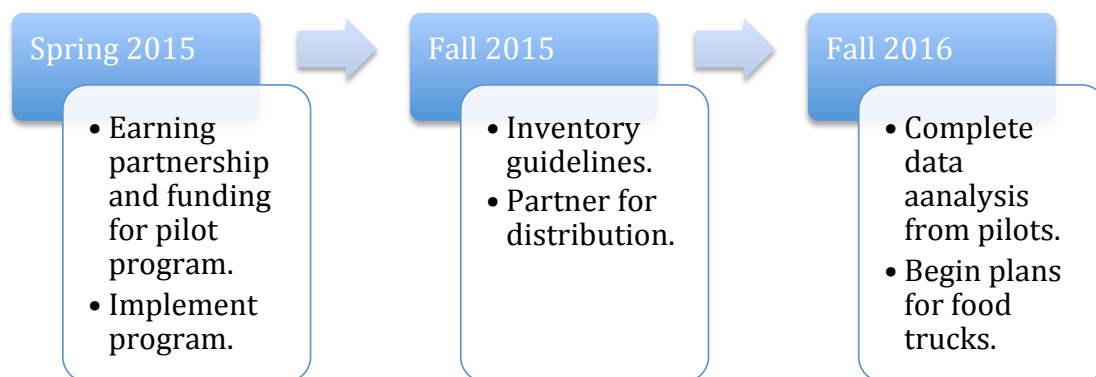 Spring 2015
• Earning
partnership
and funding
for pilot
program.
• Implement
program.
Fall 2015
• Inventory
guidelines.
• Partner for
distribution.
Fall 2016
• Complete
data
aanalysis
from pilots.
• Begin plans
for food
trucks.